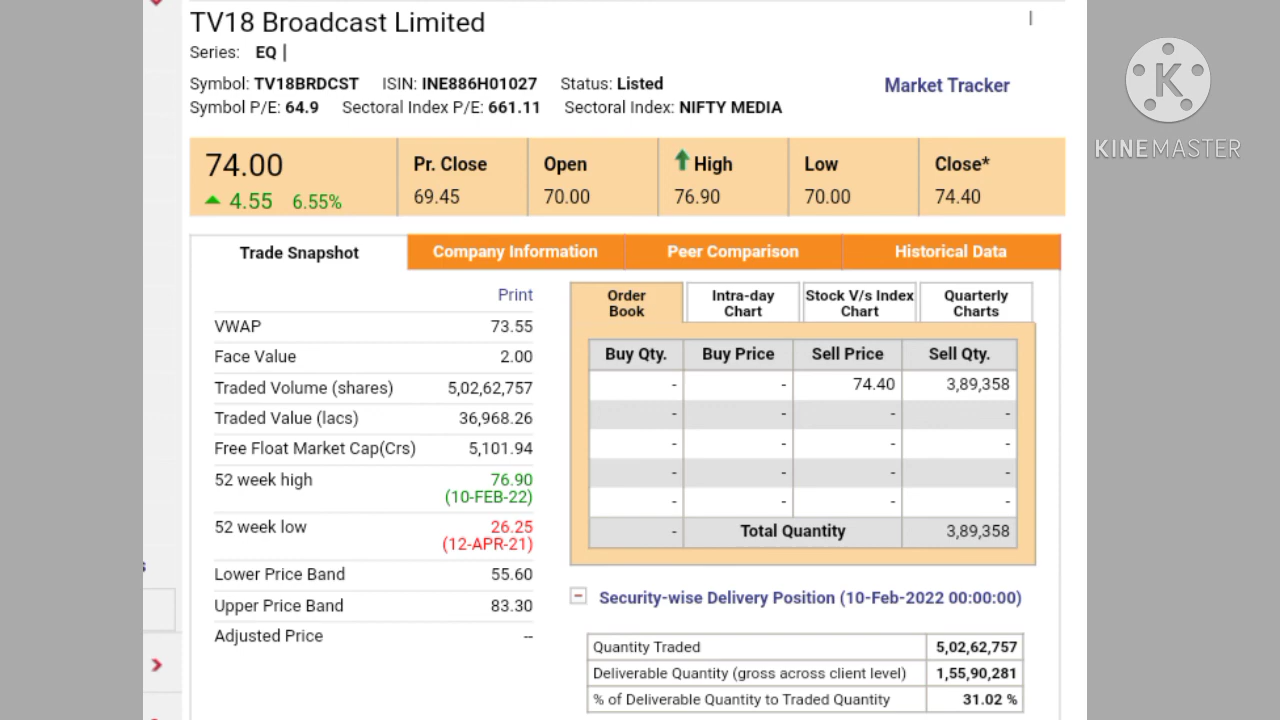 TV18 Broadcast Limited
Series: EQ |
Symbol: TV18BRDCST ISIN: INE886H01027 Status: Listed
Market Tracker
Symbol P/E: 64.9 Sectoral Index P/E: 661.11 Sectoral Index: NIFTY MEDIA
K
KINEMASTER
74.00
4.55 6.55%
Pr. Close
69.45
Open
70.00
High
76.90
Low
70.00
Close*
74.40
Trade Snapshot Company Information Peer Comparison Historical Data
Print
VWAP 73.55
Face Value 2.00
Traded Volume (shares) 5,02,62,757
Traded Value (lacs) 36,968.26
Free Float Market Cap(Crs) 5,101.94
52 week high 76.90
(10-FEB-22)
52 week low 26.25
(12-APR-21)
Lower Price Band 55.60
Upper Price Band 83.30
Adjusted Price --
Order
Book
Intra-day
Chart
Stock V/s Index
Chart
Quarterly
Charts
Buy Qty. Buy Price Sell Price Sell Qty.
- - 74.40 3,89,358
- - - -
- - - -
- - - -
- - - -
- Total Quantity 3,89,358
Security-wise Delivery Position (10-Feb-2022 00:00:00)
Quantity Traded 5,02,62,757
Deliverable Quantity (gross across client level) 1,55,90,281
% of Deliverable Quantity to Traded Quantity 31.02 %